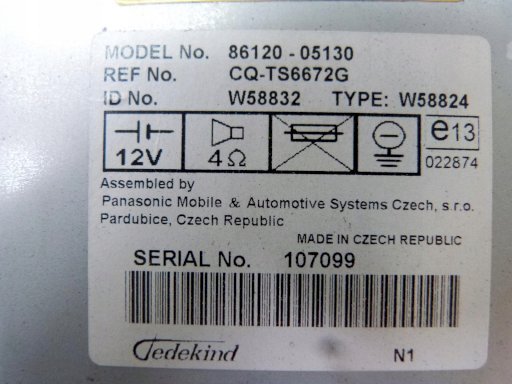 MODEL No. 86120 - 05130
REF No. CQ-TS6672G
ID No. W58832 TYPE: W58824
12V 4Ω e13
022874
Assembled by
Panasonic Mobile & Automotive Systems Czech, s.r.o.
Pardubice, Czech Republic
MADE IN CZECH REPUBLIC
SERIAL No. 107099
Jedekind N1